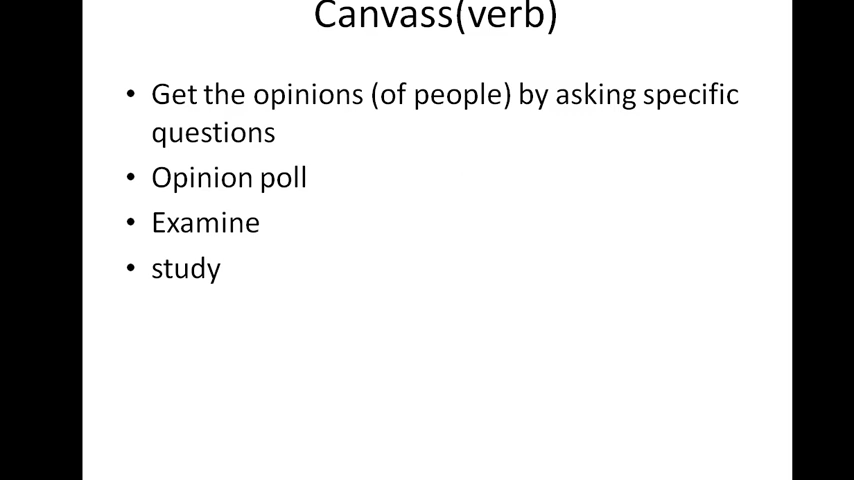 Canvass(verb)
• Get the opinions (of people) by asking specific
questions
• Opinion poll
• Examine
• study